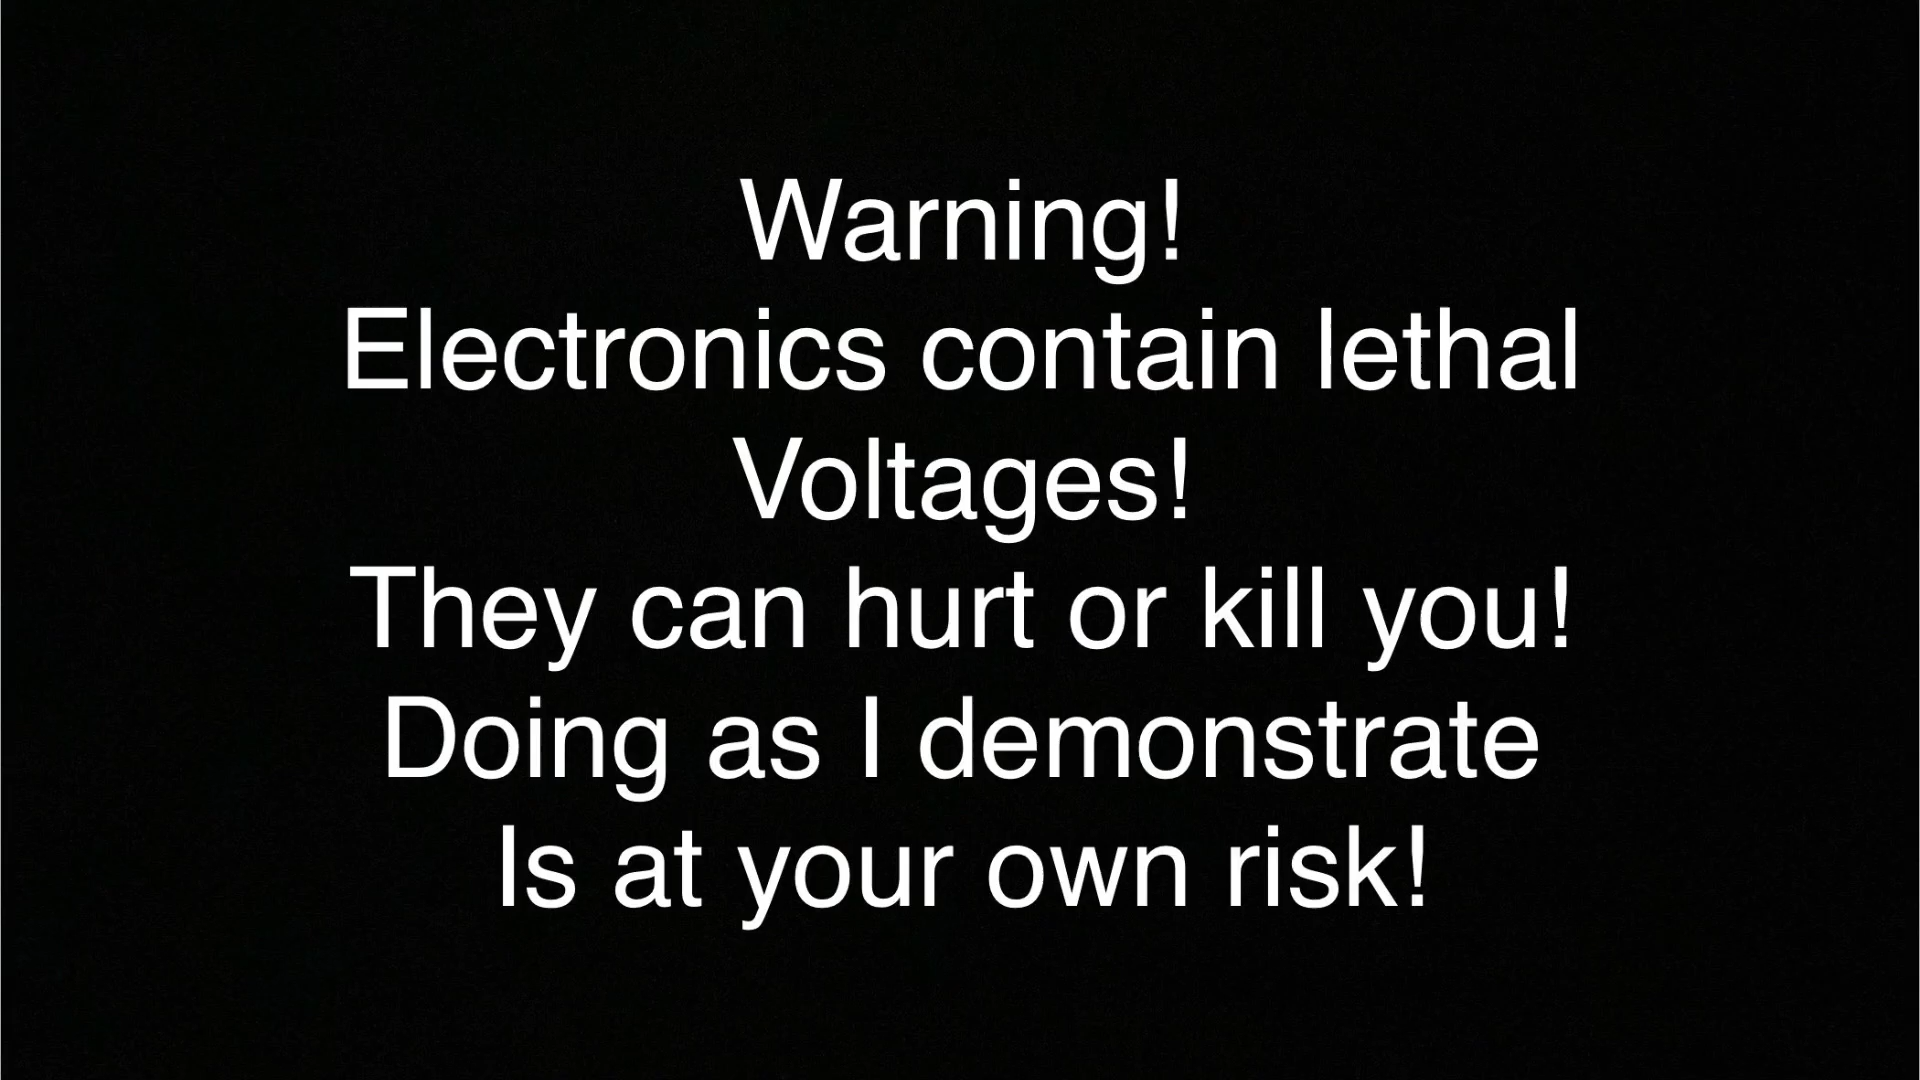 Warning!
Electronics contain lethal
Voltages!
They can hurt or kill you!
Doing as I demonstrate
Is at your own risk!